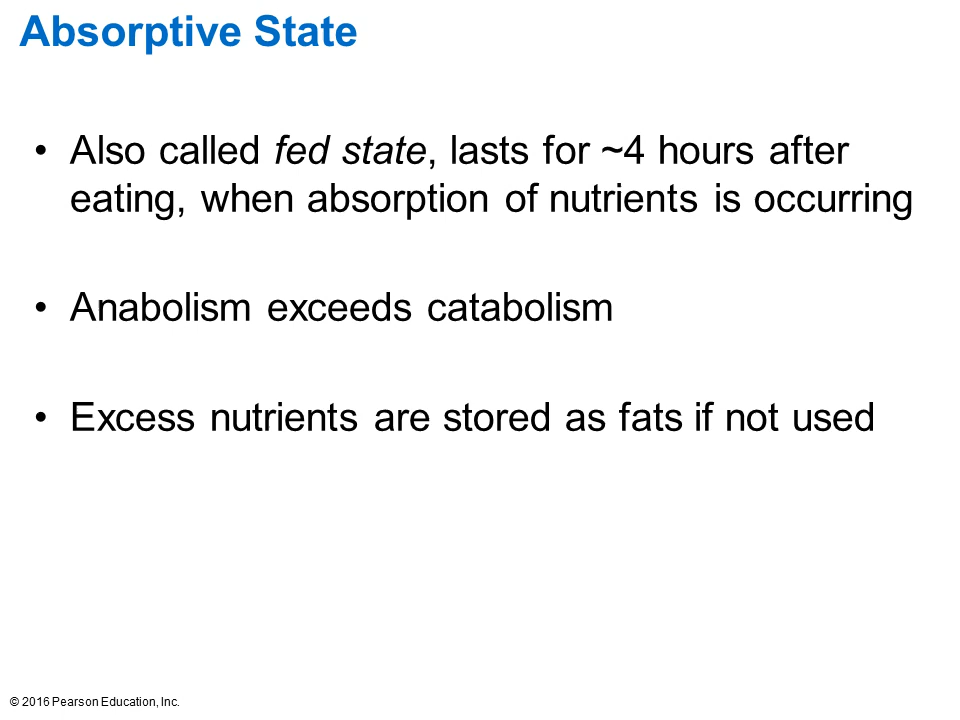 Absorptive State
• Also called fed state, lasts for ~4 hours after
eating, when absorption of nutrients is occurring
• Anabolism exceeds catabolism
• Excess nutrients are stored as fats if not used
© 2016 Pearson Education, Inc.